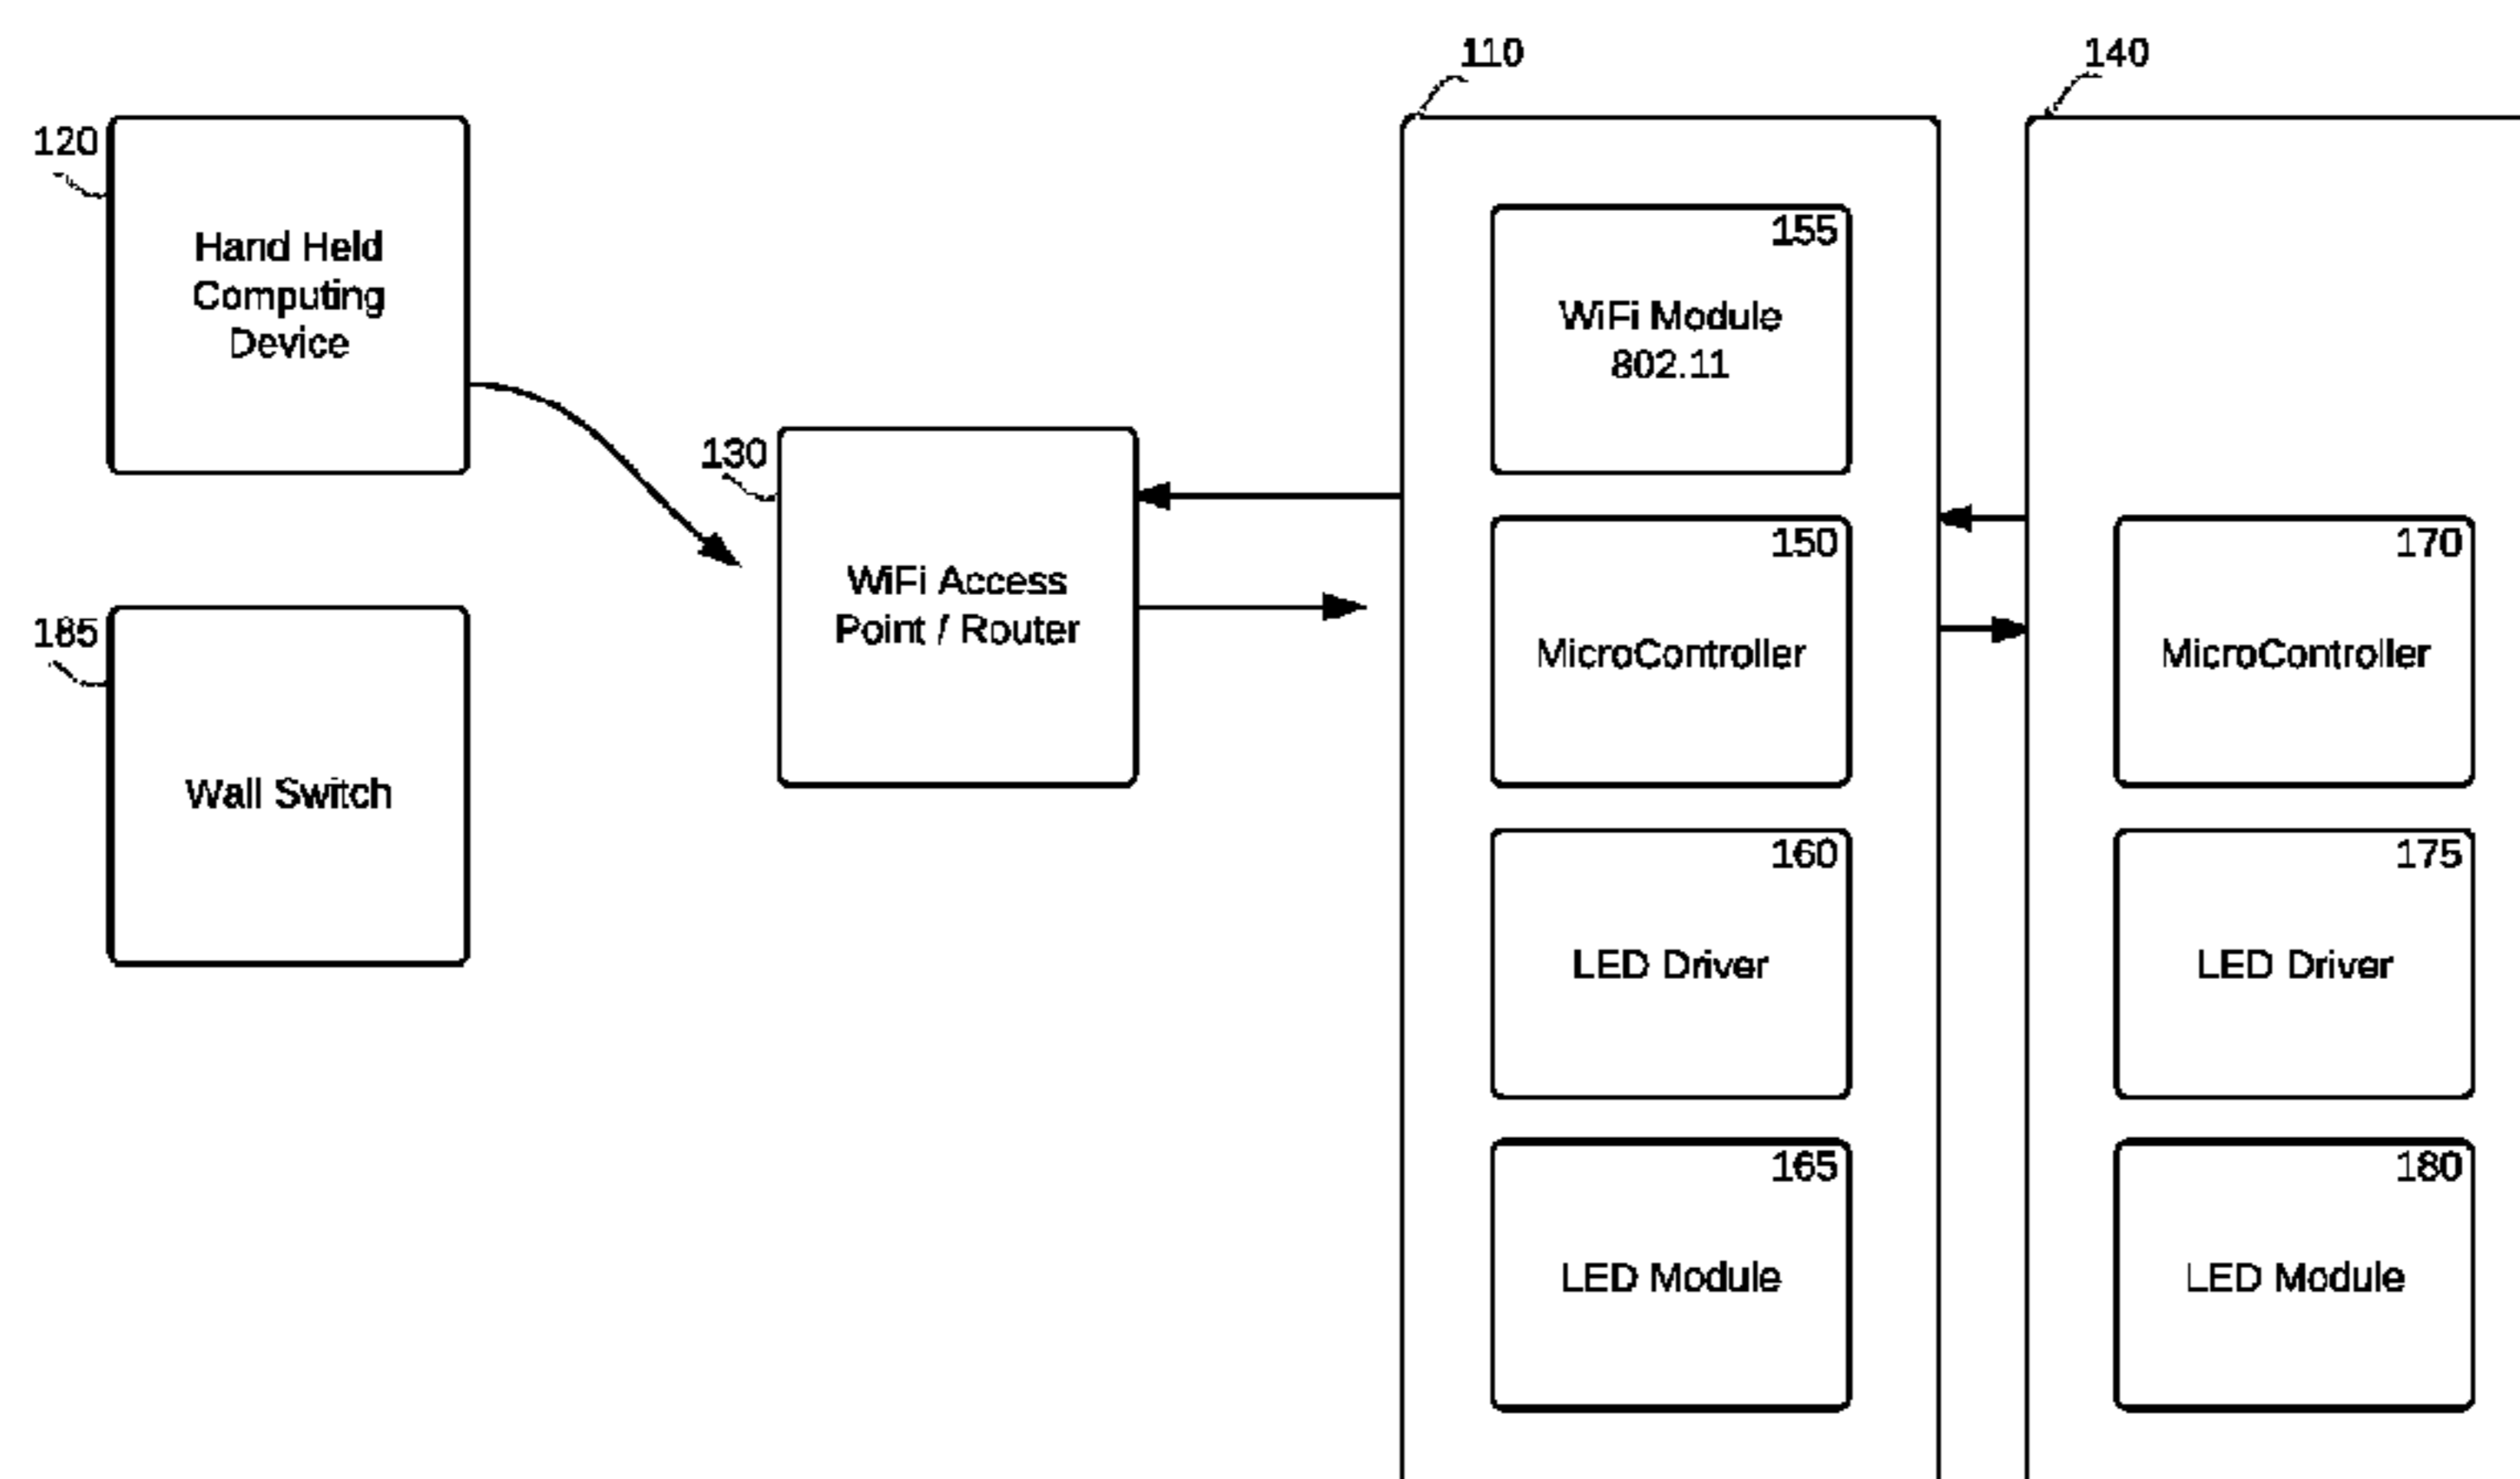 110
140
120
Hand Held
Computing
Device
155
WiFi Module
802.11
130
WiFi Access
Point / Router
150
MicroController
170
MicroController
185
Wall Switch
160
LED Driver
175
LED Driver
165
LED Module
180
LED Module